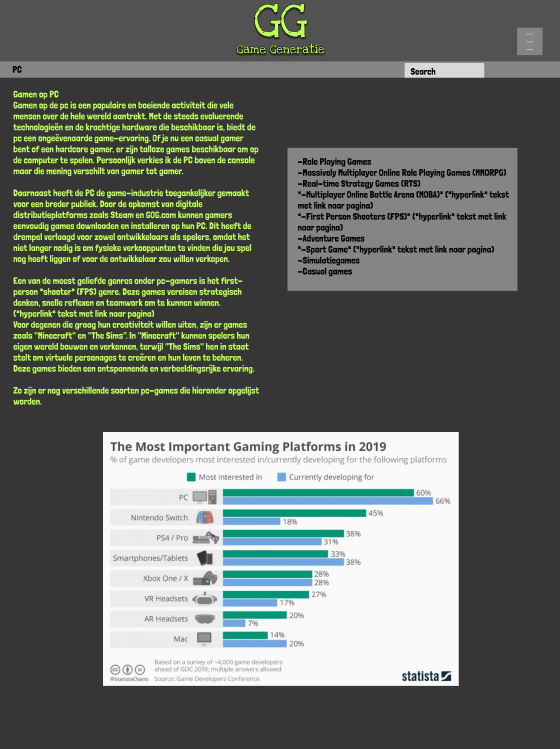 GG
Game Generatie
PC
Search
Gamen op PC
Gamen op de pc is een populaire en boeiende activiteit die vele
mensen over de hele wereld aantrekt. Met de steeds evoluerende
technologieën en de krachtige hardware die beschikbaar is, biedt de
pc een ongeëvenaarde game-ervaring. Of je nu een casual gamer
bent of een hardcore gamer, er zijn talloze games beschikbaar om op
de computer te spelen. Persoonlijk verkies ik de PC boven de console
maar die mening verschilt van gamer tot gamer.
Daarnaast heeft de PC de game-industrie toegankelijker gemaakt
voor een breder publiek. Door de opkomst van digitale
distributieplatforms zoals Steam en GOG.com kunnen gamers
eenvoudig games downloaden en installeren op hun PC. Dit heeft de
drempel verlaagd voor zowel ontwikkelaars als spelers, omdat het
niet langer nodig is om fysieke verkooppunten te vinden die jou spel
nog heeft liggen of voor de ontwikkelaar zou willen verkopen.
Een van de meest geliefde genres onder pc-gamers is het first-
person "shooter" (FPS) genre. Deze games vereisen strategisch
denken, snelle reflexen en teamwork om te kunnen winnen.
("hyperlink" tekst met link naar pagina)
Voor degenen die graag hun creativiteit willen uiten, zijn er games
zoals "Minecraft" en "The Sims". In "Minecraft" kunnen spelers hun
eigen wereld bouwen en verkennen, terwijl "The Sims" hen in staat
stelt om virtuele personages te creëren en hun leven te beheren.
Deze games bieden een ontspannende en verbeeldingsrijke ervaring.
Zo zijn er nog verschillende soorten pc-games die hieronder opgelijst
worden.
-Role Playing Games
-Massively Multiplayer Online Role Playing Games (MMORPG)
-Real-time Strategy Games (RTS)
"-Multiplayer Online Battle Arena (MOBA)" ("hyperlink" tekst
met link naar pagina)
"-First Person Shooters (FPS)" ("hyperlink" tekst met link
naar pagina)
-Adventure Games
"-Sport Game" ("hyperlink" tekst met link naar pagina)
-Simulatiegames
-Casual games
The Most Important Gaming Platforms in 2019
% of game developers most interested in/currently developing for the following platforms
Most interested in Currently developing for
PC 60% 66%
Nintendo Switch 45% 18%
PS4 / Pro 38% 31%
Smartphones/Tablets 33% 38%
Xbox One / X 28% 28%
VR Headsets 27% 17%
AR Headsets 20% 7%
Mac 14% 20%
Based on a survey of ~4,000 game developers
ahead of GDC 2019; multiple answers allowed
@StatistaCharts Source: Game Developers Conference
statista